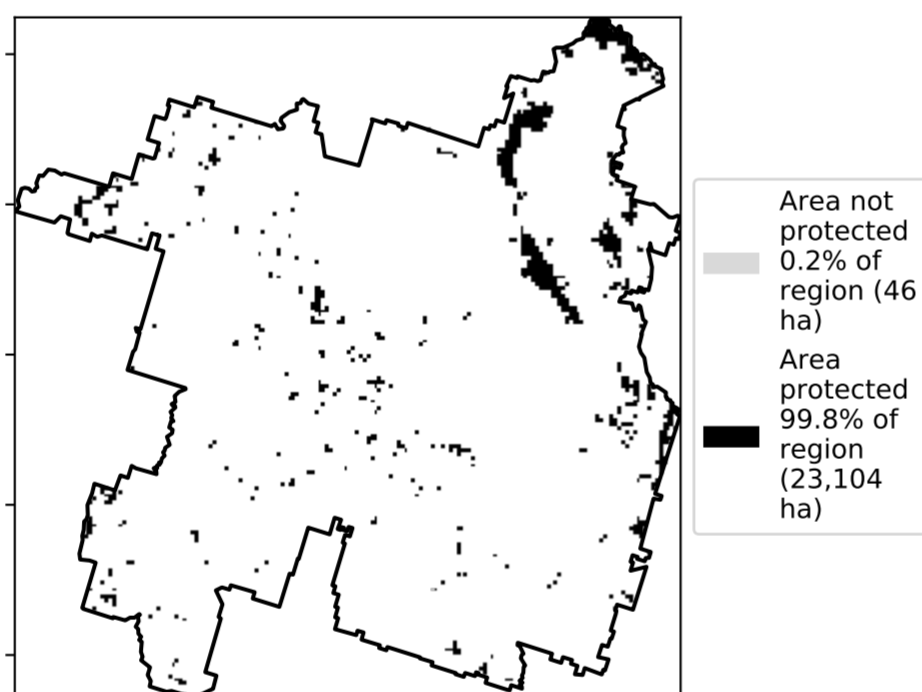 Area not
protected
0.2% of
region (46
ha)
Area
protected
99.8% of
region
(23,104
ha)